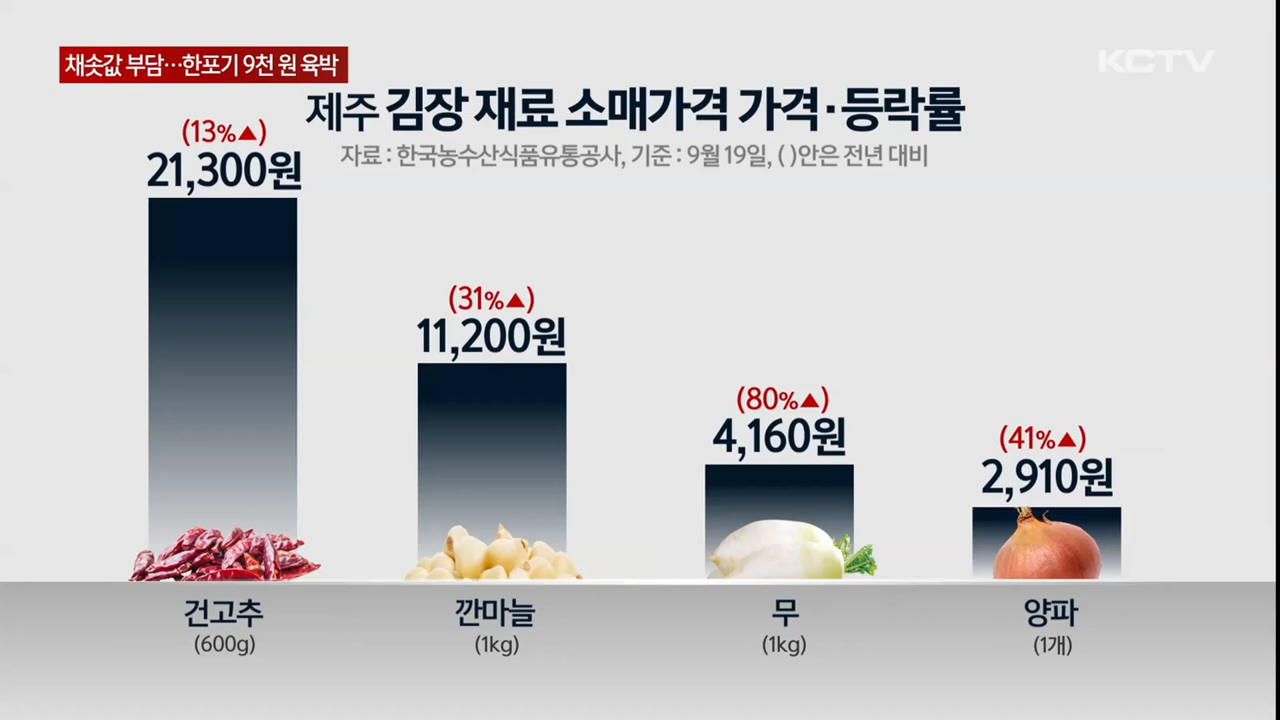 채솟값 부담…한포기 9천 원 육박
KCTV
제주 김장 재료 소매가격 가격·등락률
자료 : 한국농수산식품유통공사, 기준 : 9월 19일, ( )안은 전년 대비
(13%▲)
21,300원
(31%▲)
11,200원
(80%▲)
4,160원
(41%▲)
2,910원
건고추
(600g)
깐마늘
(1kg)
무
(1kg)
양파
(1개)